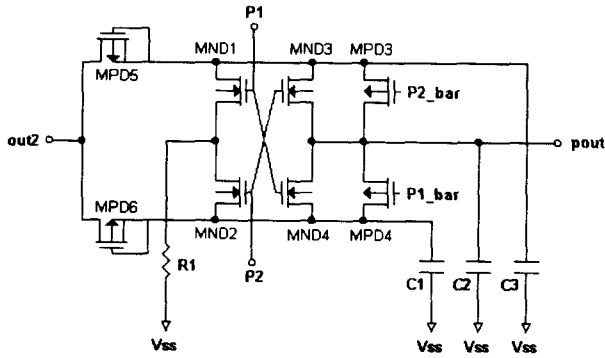 P1
MND1
MND3
MPD3
MPD5
P2_bar
out2
pout
MPD6
P1_bar
MND2
MND4
MPD4
R1
P2
C1
C2
C3
Vss
Vss
Vss
Vss